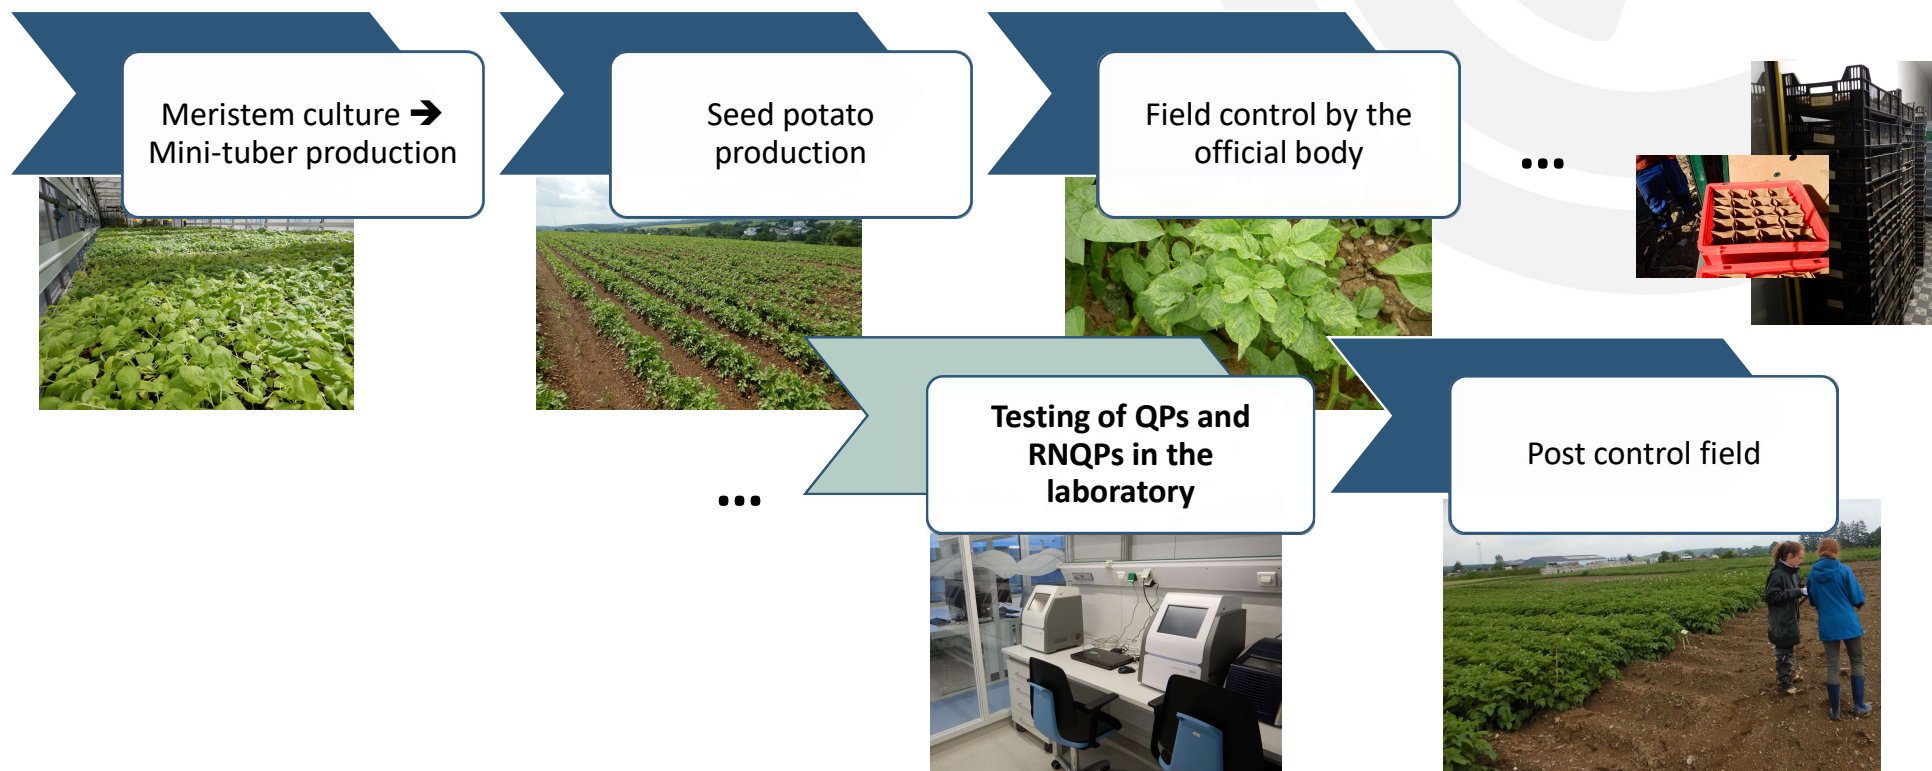 Meristem culture ➔
Mini-tuber production
Seed potato
production
Field control by the
official body
...
...
Testing of QPs and
RNQPs in the
laboratory
Post control field